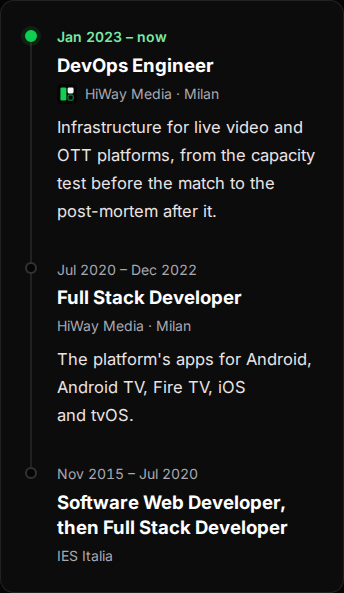 Jan 2023 – now
DevOps Engineer
HiWay Media · Milan
Infrastructure for live video and
OTT platforms, from the capacity
test before the match to the
post-mortem after it.
Jul 2020 – Dec 2022
Full Stack Developer
HiWay Media · Milan
The platform's apps for Android,
Android TV, Fire TV, iOS
and tvOS.
Nov 2015 – Jul 2020
Software Web Developer,
then Full Stack Developer
IES Italia